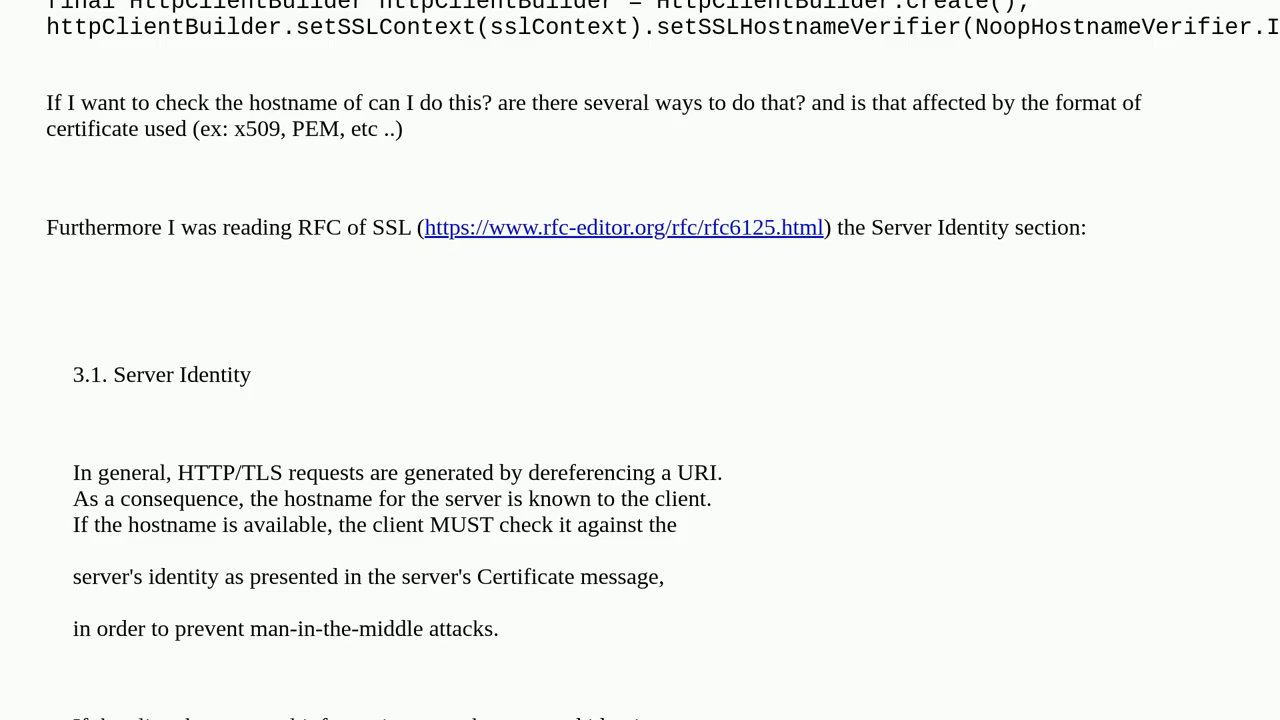 final HttpClientBuilder httpClientBuilder = HttpClientBuilder.create();
httpClientBuilder.setSSLContext(sslContext).setSSLHostnameVerifier(NoopHostnameVerifier.I
If I want to check the hostname of can I do this? are there several ways to do that? and is that affected by the format of
certificate used (ex: x509, PEM, etc ..)
Furthermore I was reading RFC of SSL (https://www.rfc-editor.org/rfc/rfc6125.html) the Server Identity section:
3.1. Server Identity
In general, HTTP/TLS requests are generated by dereferencing a URI.
As a consequence, the hostname for the server is known to the client.
If the hostname is available, the client MUST check it against the
server's identity as presented in the server's Certificate message,
in order to prevent man-in-the-middle attacks.